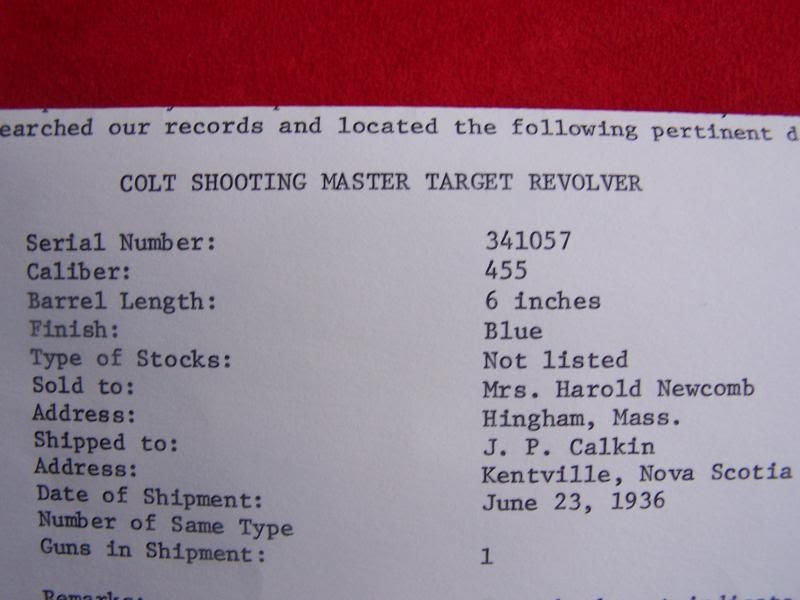 earched our records and located the following pertinent d
COLT SHOOTING MASTER TARGET REVOLVER
Serial Number: 341057
Caliber: 455
Barrel Length: 6 inches
Finish: Blue
Type of Stocks: Not listed
Sold to: Mrs. Harold Newcomb
Address: Hingham, Mass.
Shipped to: J. P. Calkin
Address: Kentville, Nova Scotia
Date of Shipment: June 23, 1936
Number of Same Type
Guns in Shipment: 1
Remarks: